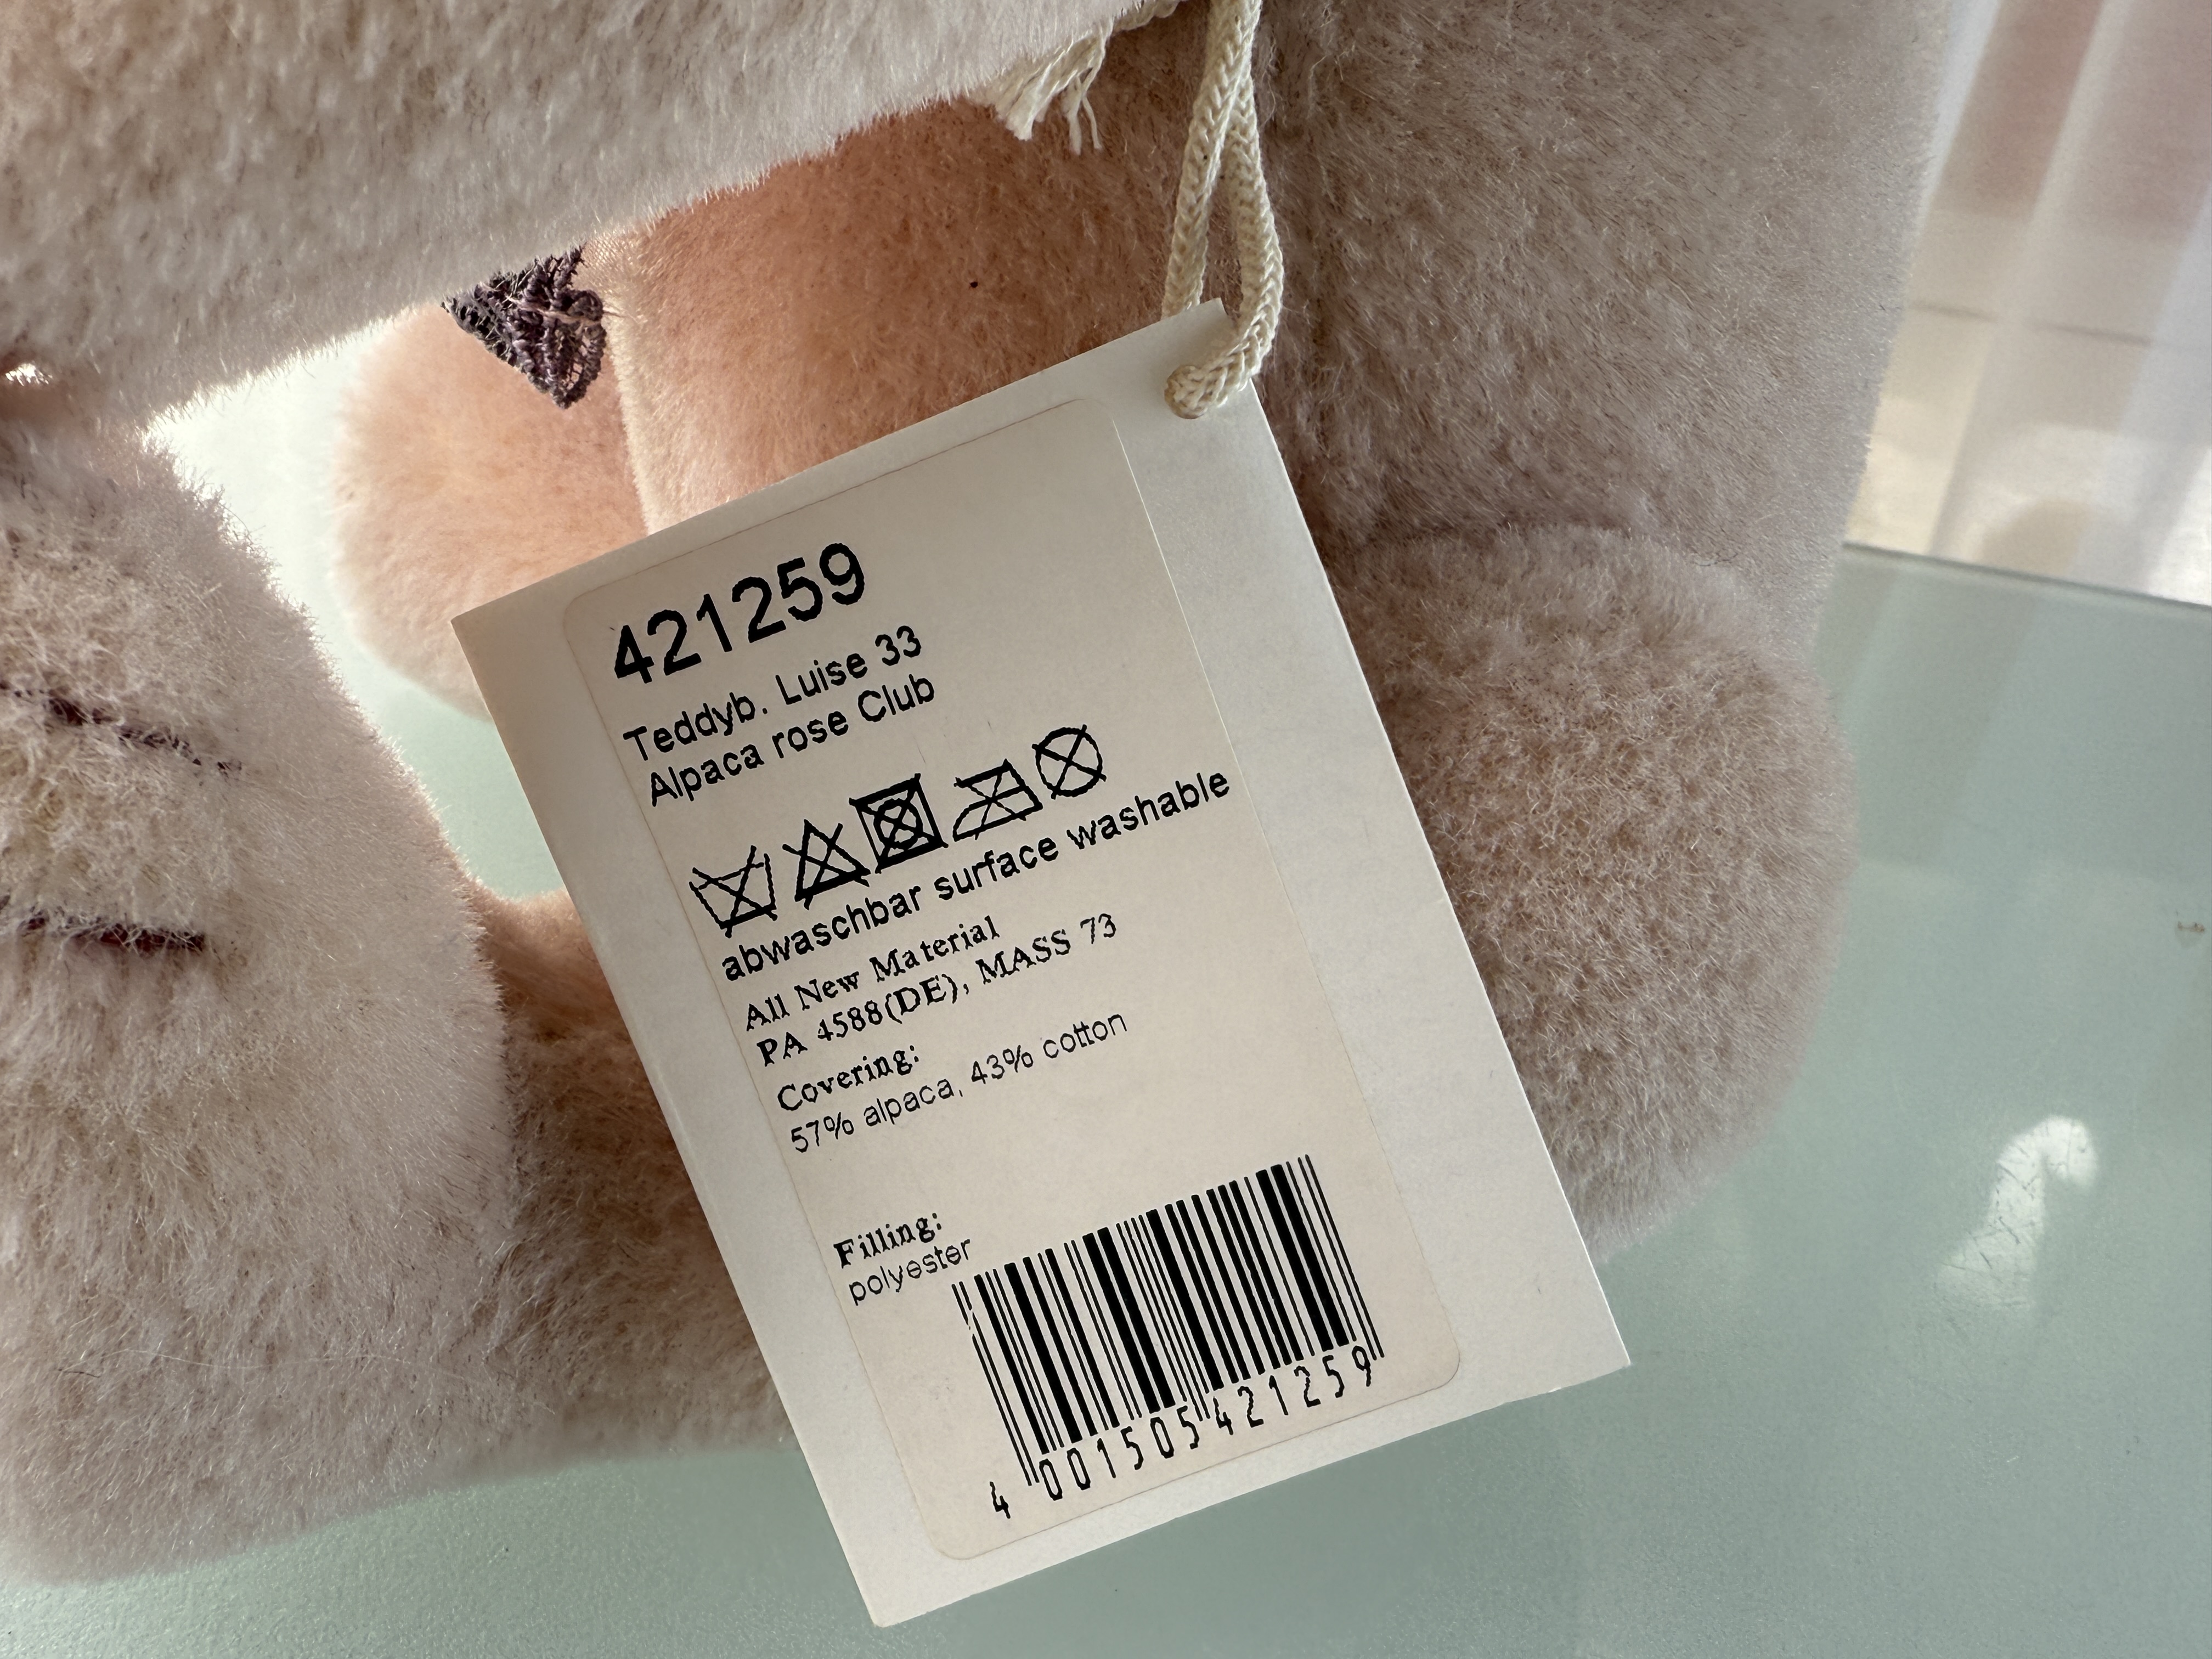 421259
Teddyb. Luise 33
Alpaca rose Club
abwaschbar surface washable
All New Material
PA 4588(DE), MASS 73
Covering:
57% alpaca, 43% cotton
Filling:
polyester
4 001505 421259